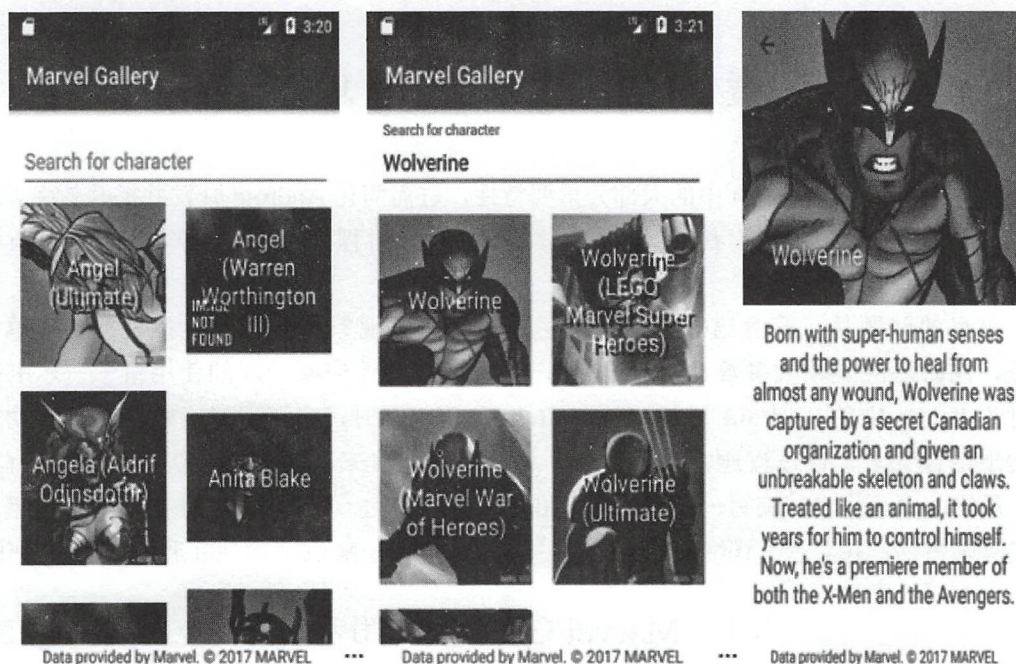 3:20
Marvel Gallery
Search for character
Angel
(Ultimate)
Angel
(Warren
Worthington
III)
IMAGE
NOT
FOUND
Angela (Aldrif
Odinsdottir)
Anita Blake
Data provided by Marvel. © 2017 MARVEL
...
3:21
Marvel Gallery
Search for character
Wolverine
Wolverine
Wolverine
(LEGO
Marvel Super
Heroes)
Wolverine
(Marvel War
of Heroes)
Wolverine
(Ultimate)
Data provided by Marvel. © 2017 MARVEL
...
Wolverine
Born with super-human senses
and the power to heal from
almost any wound, Wolverine was
captured by a secret Canadian
organization and given an
unbreakable skeleton and claws.
Treated like an animal, it took
years for him to control himself.
Now, he's a premiere member of
both the X-Men and the Avengers.
Data provided by Marvel. © 2017 MARVEL